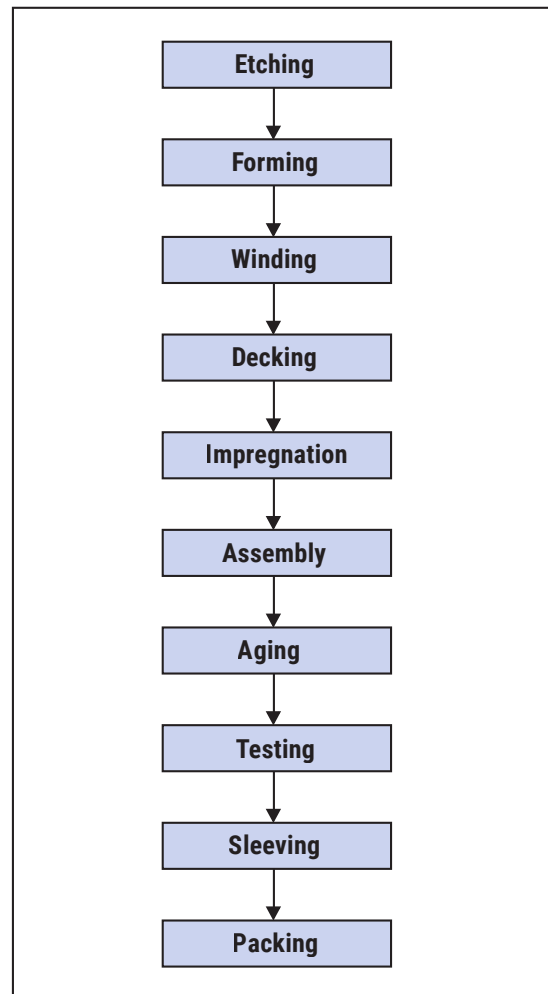 Etching
Forming
Winding
Decking
Impregnation
Assembly
Aging
Testing
Sleeving
Packing